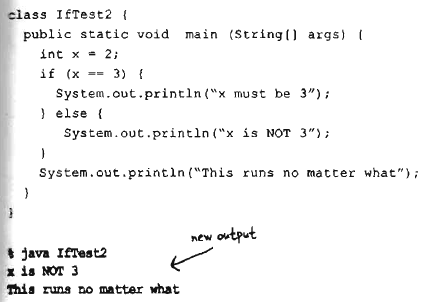 class IfTest2 {
  public static void  main (String[] args) {
    int x = 2;
    if (x == 3) {
      System.out.println("x must be 3");
    } else {
       System.out.println("x is NOT 3");
    }
    System.out.println("This runs no matter what");
  }
}
new output
% java IfTest2
x is NOT 3
This runs no matter what